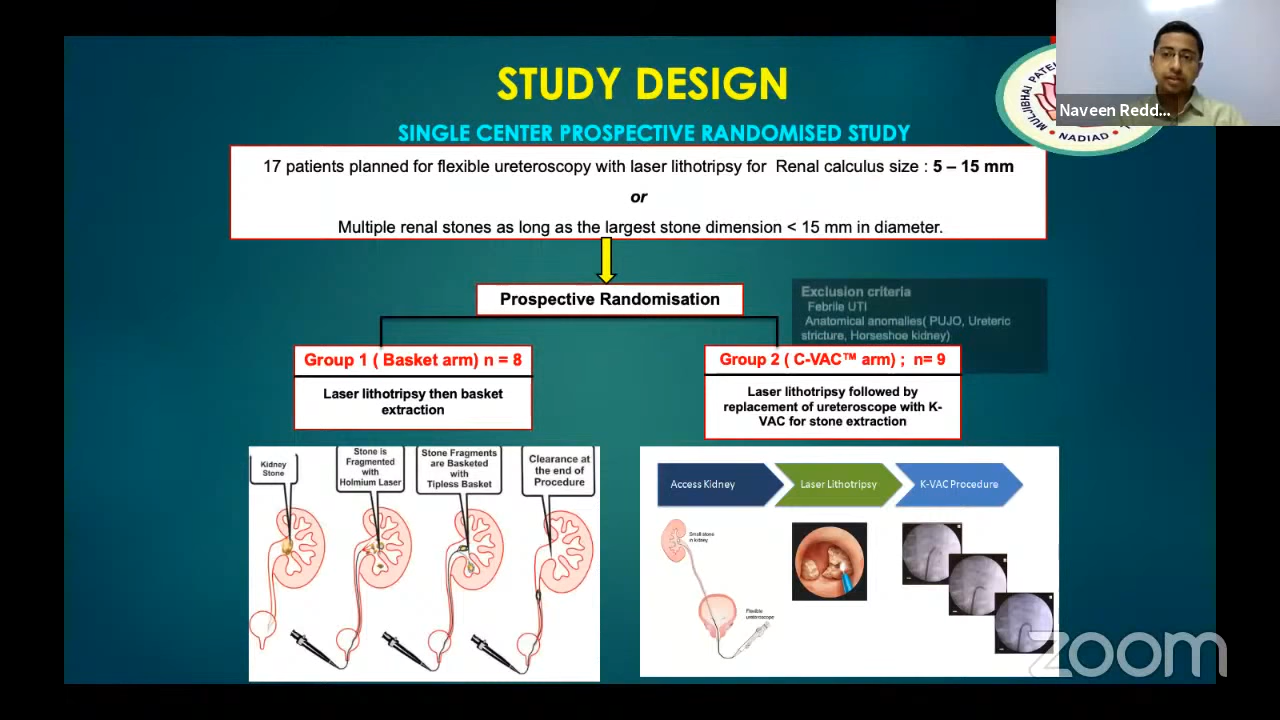 STUDY DESIGN
SINGLE CENTER PROSPECTIVE RANDOMISED STUDY
17 patients planned for flexible ureteroscopy with laser lithotripsy for Renal calculus size : 5 – 15 mm
or
Multiple renal stones as long as the largest stone dimension < 15 mm in diameter.
Prospective Randomisation
Exclusion criteria
Febrile UTI
Anatomical anomalies( PUJO, Ureteric
stricture, Horseshoe kidney)
Group 1 ( Basket arm) n = 8
Laser lithotripsy then basket
extraction
Group 2 ( C-VAC™ arm) ; n= 9
Laser lithotripsy followed by
replacement of ureteroscope with K-
VAC for stone extraction
Kidney
Stone
Stone is
Fragmented
with
Holmium Laser
Stone Fragments
are Basketed
with
Tipless Basket
Clearance at
the end of
Procedure
Access Kidney
Laser Lithotripsy
K-VAC Procedure
Small stone
in kidney
Flexible
ureteroscope
Naveen Redd...
MULJIBHAI PATEL
• NADIAD •
zoom